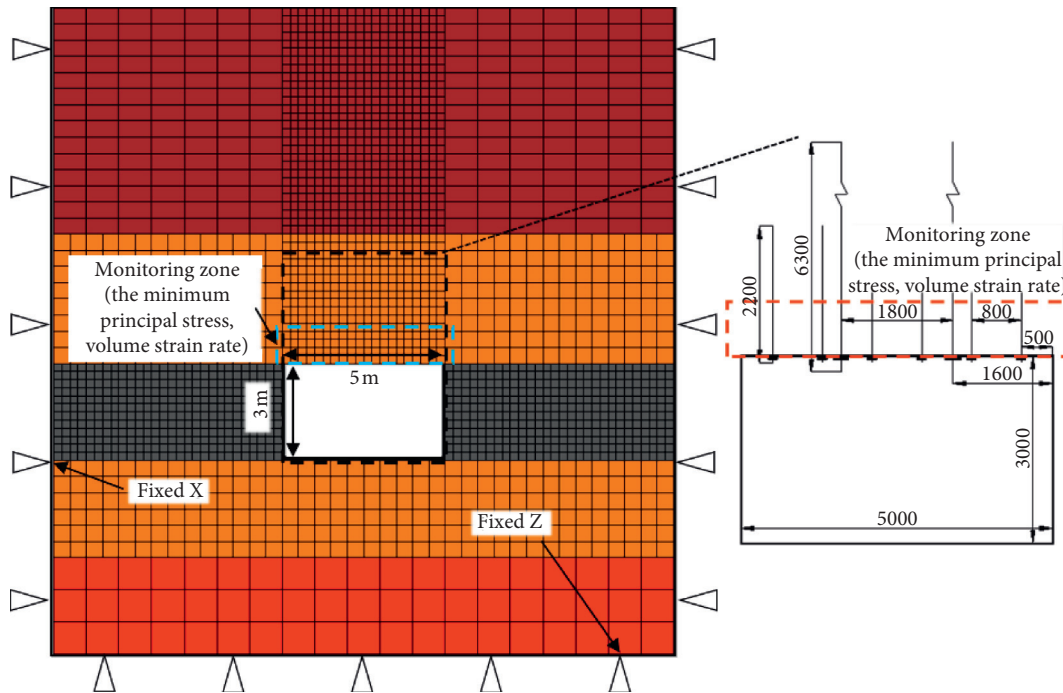 Monitoring zone
(the minimum
principal stress,
volume strain rate)
5 m
3 m
Fixed X
Fixed Z
Monitoring zone
(the minimum principal
stress, volume strain rate)
6300
2200
1800
800
500
1600
3000
5000